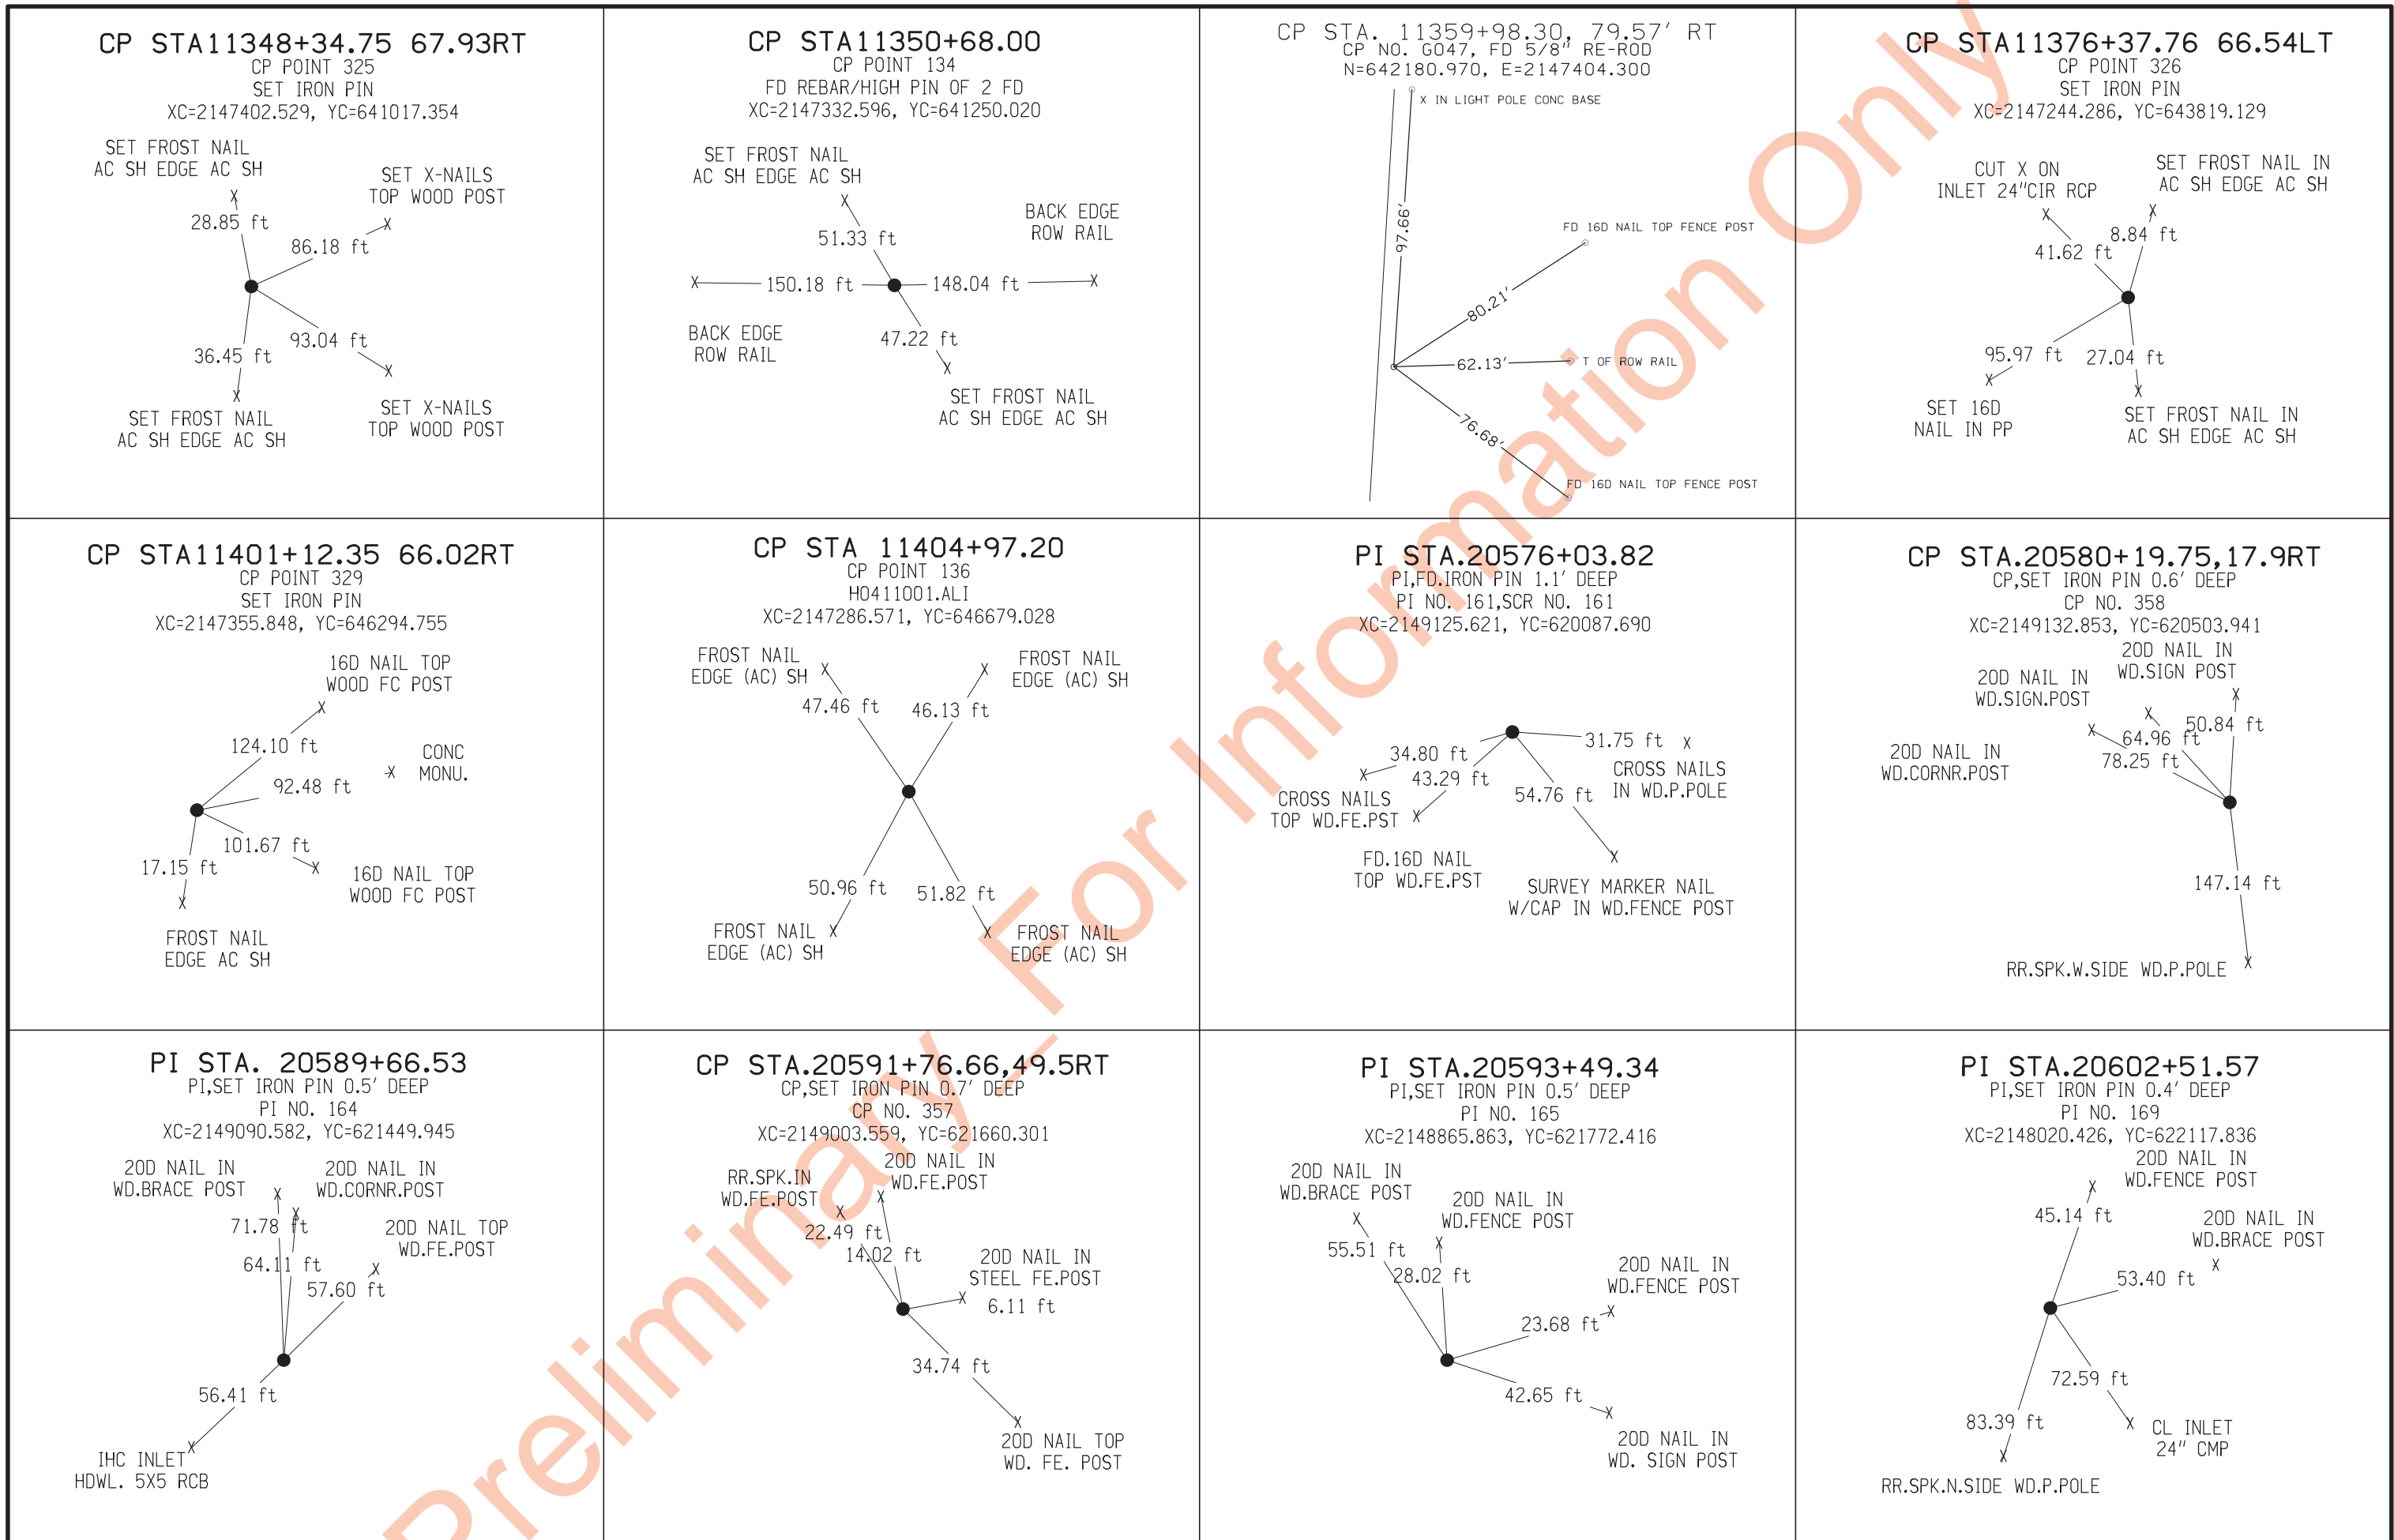 CP STA11348+34.75 67.93RT
CP POINT 325
SET IRON PIN
XC=2147402.529, YC=641017.354
SET FROST NAIL
AC SH EDGE AC SH
SET X-NAILS
TOP WOOD POST
28.85 ft
86.18 ft
93.04 ft
36.45 ft
SET FROST NAIL
AC SH EDGE AC SH
SET X-NAILS
TOP WOOD POST
CP STA11350+68.00
CP POINT 134
FD REBAR/HIGH PIN OF 2 FD
XC=2147332.596, YC=641250.020
SET FROST NAIL
AC SH EDGE AC SH
BACK EDGE
ROW RAIL
51.33 ft
150.18 ft
148.04 ft
BACK EDGE
ROW RAIL
47.22 ft
SET FROST NAIL
AC SH EDGE AC SH
CP STA. 11359+98.30, 79.57' RT
CP NO. G047, FD 5/8" RE-ROD
N=642180.970, E=2147404.300
X IN LIGHT POLE CONC BASE
97.66'
FD 16D NAIL TOP FENCE POST
80.21'
62.13'
T OF ROW RAIL
76.68'
FD 16D NAIL TOP FENCE POST
CP STA11376+37.76 66.54LT
CP POINT 326
SET IRON PIN
XC=2147244.286, YC=643819.129
CUT X ON
INLET 24"CIR RCP
SET FROST NAIL IN
AC SH EDGE AC SH
8.84 ft
41.62 ft
95.97 ft
27.04 ft
SET 16D
NAIL IN PP
SET FROST NAIL IN
AC SH EDGE AC SH
CP STA11401+12.35 66.02RT
CP POINT 329
SET IRON PIN
XC=2147355.848, YC=646294.755
16D NAIL TOP
WOOD FC POST
124.10 ft
CONC
MONU.
92.48 ft
101.67 ft
17.15 ft
16D NAIL TOP
WOOD FC POST
FROST NAIL
EDGE AC SH
CP STA 11404+97.20
CP POINT 136
H0411001.ALI
XC=2147286.571, YC=646679.028
FROST NAIL
EDGE (AC) SH
FROST NAIL
EDGE (AC) SH
47.46 ft
46.13 ft
50.96 ft
51.82 ft
FROST NAIL
EDGE (AC) SH
FROST NAIL
EDGE (AC) SH
PI STA.20576+03.82
PI,FD.IRON PIN 1.1' DEEP
PI NO. 161,SCR NO. 161
XC=2149125.621, YC=620087.690
34.80 ft
31.75 ft
43.29 ft
CROSS NAILS
IN WD.P.POLE
54.76 ft
CROSS NAILS
TOP WD.FE.PST
FD.16D NAIL
TOP WD.FE.PST
SURVEY MARKER NAIL
W/CAP IN WD.FENCE POST
CP STA.20580+19.75,17.9RT
CP,SET IRON PIN 0.6' DEEP
CP NO. 358
XC=2149132.853, YC=620503.941
20D NAIL IN
WD.SIGN POST
20D NAIL IN
WD.SIGN.POST
20D NAIL IN
WD.CORNR.POST
50.84 ft
64.96 ft
78.25 ft
147.14 ft
RR.SPK.W.SIDE WD.P.POLE
PI STA. 20589+66.53
PI,SET IRON PIN 0.5' DEEP
PI NO. 164
XC=2149090.582, YC=621449.945
20D NAIL IN
WD.BRACE POST
20D NAIL IN
WD.CORNR.POST
71.78 ft
20D NAIL TOP
WD.FE.POST
64.11 ft
57.60 ft
56.41 ft
IHC INLET
HDWL. 5X5 RCB
CP STA.20591+76.66,49.5RT
CP,SET IRON PIN 0.7' DEEP
CP NO. 357
XC=2149003.559, YC=621660.301
RR.SPK.IN
WD.FE.POST
20D NAIL IN
WD.FE.POST
22.49 ft
14.02 ft
20D NAIL IN
STEEL FE.POST
6.11 ft
34.74 ft
20D NAIL TOP
WD. FE. POST
PI STA.20593+49.34
PI,SET IRON PIN 0.5' DEEP
PI NO. 165
XC=2148865.863, YC=621772.416
20D NAIL IN
WD.BRACE POST
20D NAIL IN
WD.FENCE POST
55.51 ft
28.02 ft
20D NAIL IN
WD.FENCE POST
23.68 ft
42.65 ft
20D NAIL IN
WD. SIGN POST
PI STA.20602+51.57
PI,SET IRON PIN 0.4' DEEP
PI NO. 169
XC=2148020.426, YC=622117.836
20D NAIL IN
WD.FENCE POST
45.14 ft
20D NAIL IN
WD.BRACE POST
53.40 ft
72.59 ft
83.39 ft
CL INLET
24" CMP
RR.SPK.N.SIDE WD.P.POLE
Preliminary_For Information Only